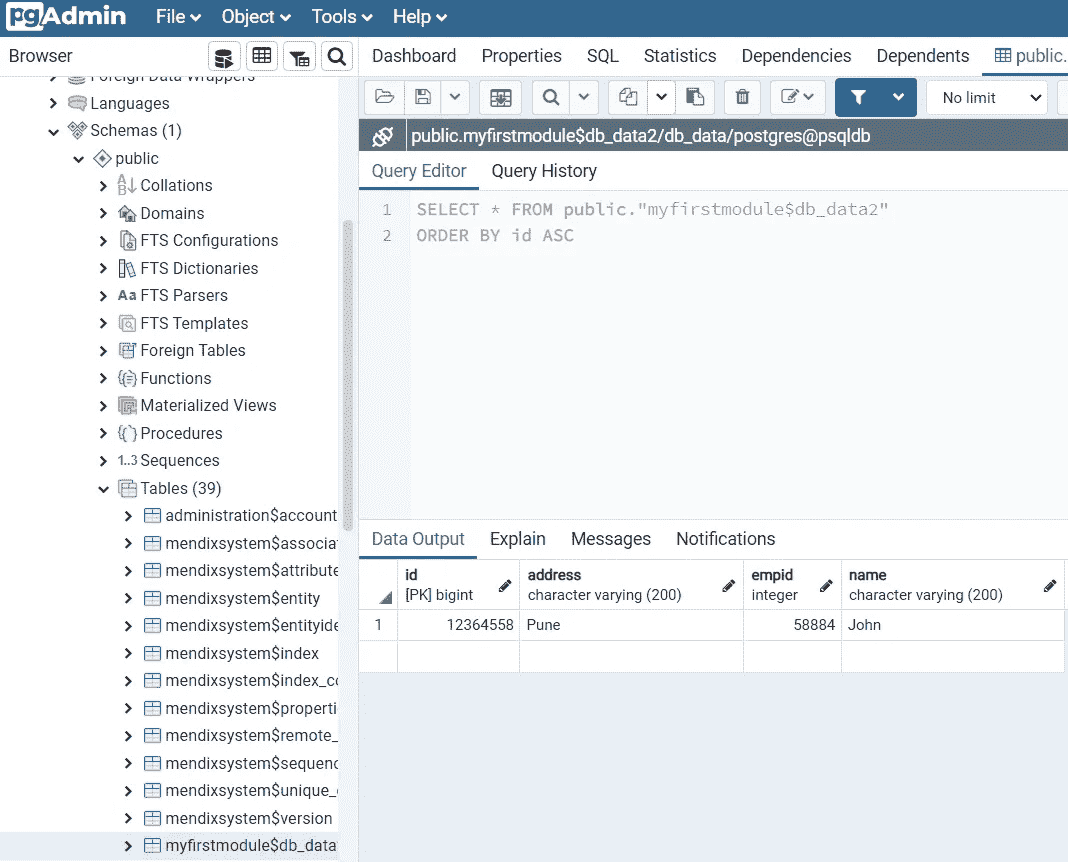 pgAdmin File Object Tools Help
Browser
Dashboard Properties SQL Statistics Dependencies Dependents public.
Foreign Data Wrappers
Languages
Schemas (1)
public
Collations
Domains
FTS Configurations
FTS Dictionaries
Aa FTS Parsers
FTS Templates
Foreign Tables
Functions
Materialized Views
Procedures
1..3 Sequences
Tables (39)
administration$account
mendixsystem$associa
mendixsystem$attribute
mendixsystem$entity
mendixsystem$entityide
mendixsystem$index
mendixsystem$index_c
mendixsystem$properti
mendixsystem$remote_
mendixsystem$sequenc
mendixsystem$unique_
mendixsystem$version
myfirstmodule$db_data
No limit
public.myfirstmodule$db_data2/db_data/postgres@psqldb
Query Editor Query History
1 SELECT * FROM public."myfirstmodule$db_data2"
2 ORDER BY id ASC
Data Output Explain Messages Notifications
id address empid name
[PK] bigint character varying (200) integer character varying (200)
1 12364558 Pune 58884 John